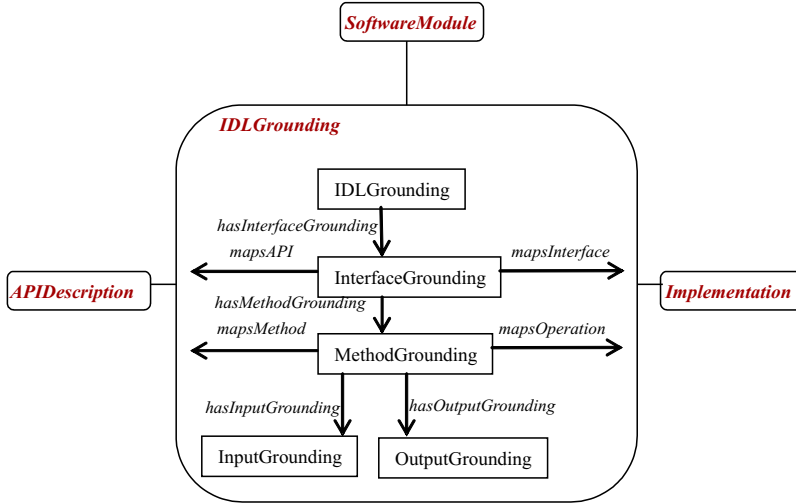 SoftwareModule
IDLGrounding
IDLGrounding
hasInterfaceGrounding
mapsAPI
mapsInterface
InterfaceGrounding
APIDescription
Implementation
hasMethodGrounding
mapsMethod
mapsOperation
MethodGrounding
hasInputGrounding
hasOutputGrounding
InputGrounding
OutputGrounding